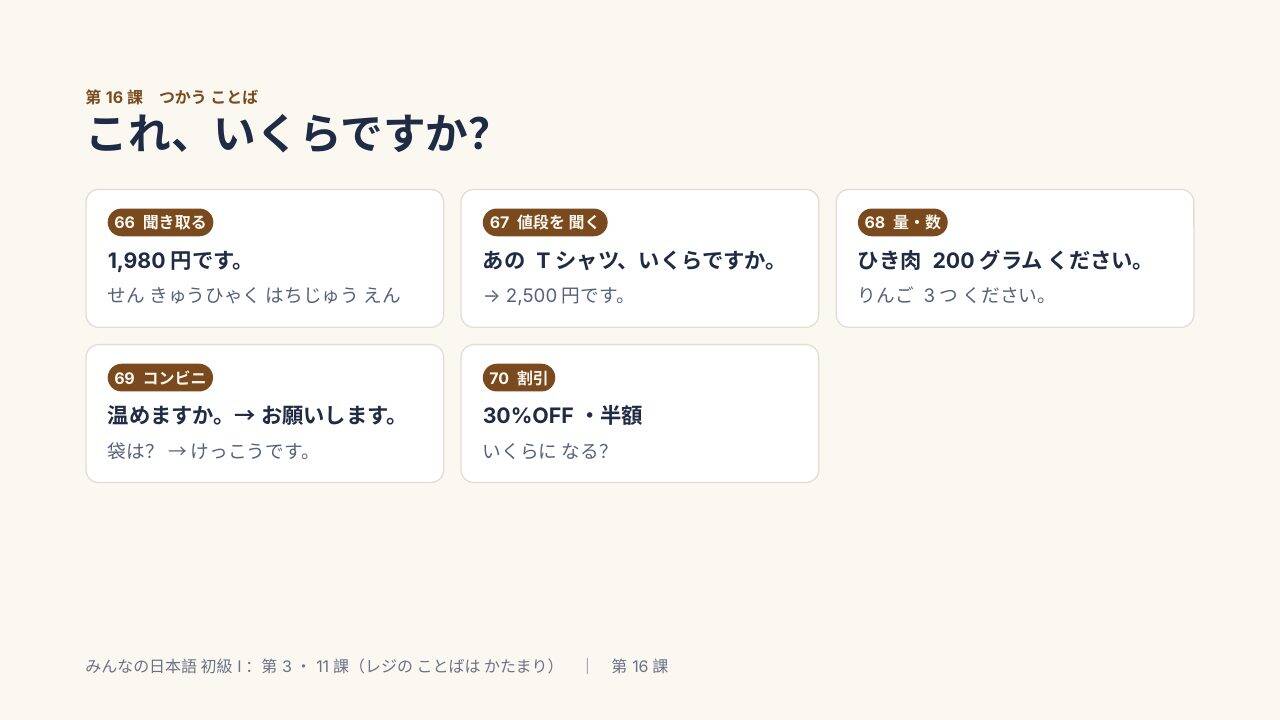 第 16 課　つかう ことば
これ、いくらですか?
66 聞き取る
1,980 円です。
せん きゅうひゃく はちじゅう えん
67 値段を 聞く
あの Ｔシャツ、いくらですか。
→ 2,500 円です。
68 量・数
ひき肉 200 グラム ください。
りんご ３つ ください。
69 コンビニ
温めますか。→ お願いします。
袋は? → けっこうです。
70 割引
30%OFF ・半額
いくらに なる?
みんなの日本語 初級 I： 第 3 ・ 11 課（レジの ことばは かたまり）　｜　第 16 課